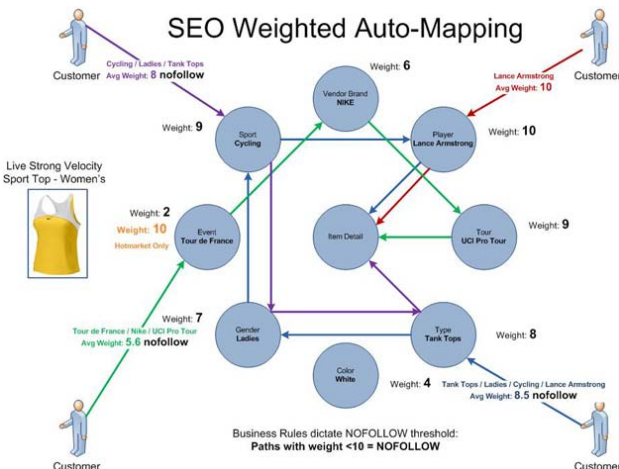 SEO Weighted Auto-Mapping
Customer
Cycling / Ladies / Tank Tops
Avg Weight: 8 nofollow
Weight: 6
Vendor Brand
NIKE
Lance Armstrong
Avg Weight: 10
Customer
Weight: 9
Sport
Cycling
Player
Lance Armstrong
Weight: 10
Live Strong Velocity
Sport Top - Women's
Weight: 2
Weight: 10
Hotmarket Only
Event
Tour de France
Item Detail
Tour
UCI Pro Tour
Weight: 9
Weight: 7
Tour de France / Nike / UCI Pro Tour
Avg Weight: 5.6 nofollow
Gender
Ladies
Type
Tank Tops
Weight: 8
Color
White
Weight: 4
Tank Tops / Ladies / Cycling / Lance Armstrong
Avg Weight: 8.5 nofollow
Customer
Business Rules dictate NOFOLLOW threshold:
Paths with weight <10 = NOFOLLOW
Customer